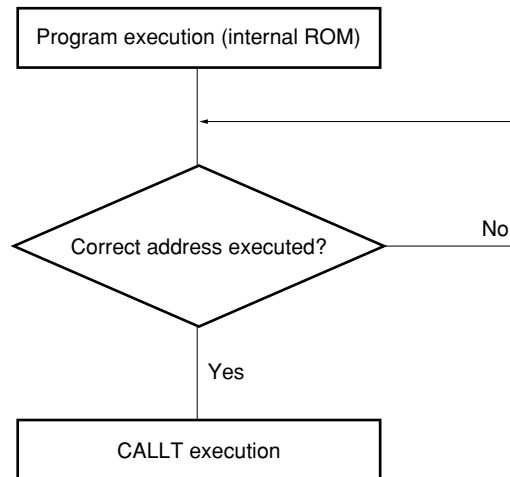 Program execution (internal ROM)
Correct address executed?
No
Yes
CALLT execution